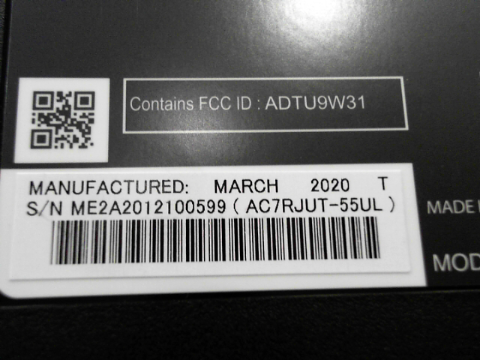 Contains FCC ID : ADTU9W31
MANUFACTURED: MARCH 2020 T
S/N ME2A2012100599 ( AC7RJUT-55UL )
MADE
MOD